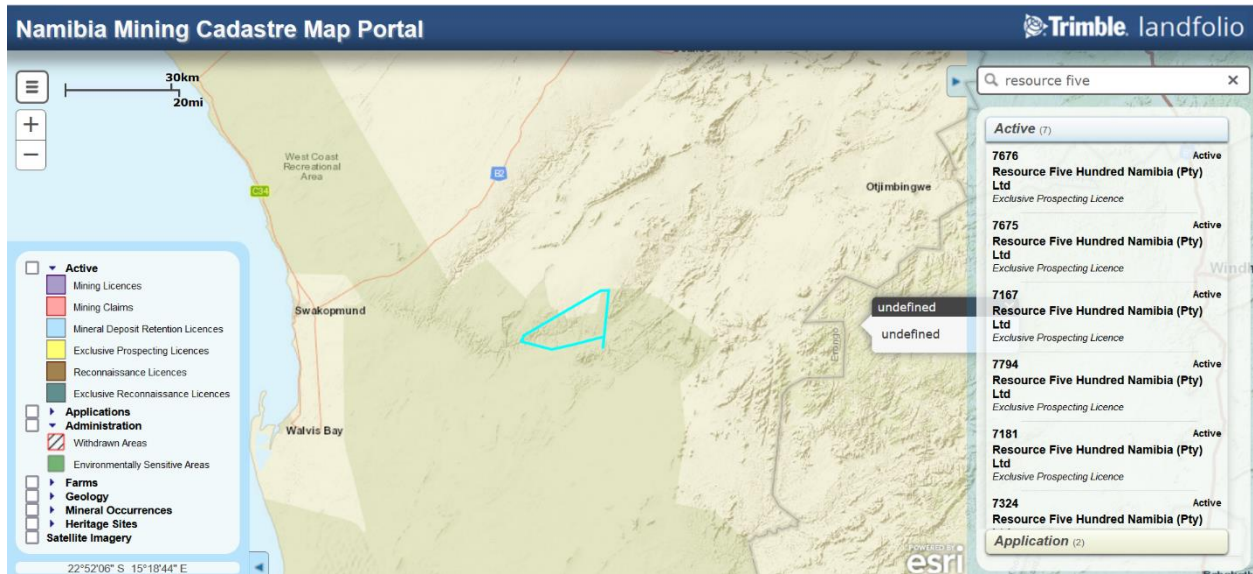 Namibia Mining Cadastre Map Portal
Trimble. landfolio
30km
20mi
+
−
West Coast
Recreational
Area
C34
B2
Otjimbingwe
Swakopmund
Walvis Bay
Erongo
undefined
undefined
Active
Mining Licences
Mining Claims
Mineral Deposit Retention Licences
Exclusive Prospecting Licences
Reconnaissance Licences
Exclusive Reconnaissance Licences
Applications
Administration
Withdrawn Areas
Environmentally Sensitive Areas
Farms
Geology
Mineral Occurrences
Heritage Sites
Satellite Imagery
22°52'06" S 15°18'44" E
resource five
Active (7)
7676 Active
Resource Five Hundred Namibia (Pty)
Ltd
Exclusive Prospecting Licence
7675 Active
Resource Five Hundred Namibia (Pty)
Ltd
Exclusive Prospecting Licence
Windh
7167 Active
Resource Five Hundred Namibia (Pty)
Ltd
Exclusive Prospecting Licence
7794 Active
Resource Five Hundred Namibia (Pty)
Ltd
Exclusive Prospecting Licence
7181 Active
Resource Five Hundred Namibia (Pty)
Ltd
Exclusive Prospecting Licence
7324 Active
Resource Five Hundred Namibia (Pty)
Application (2)
POWERED BY
esri